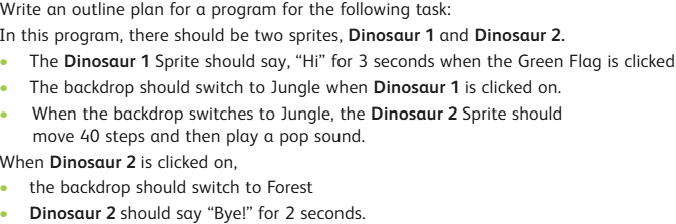 Write an outline plan for a program for the following task:
In this program, there should be two sprites, Dinosaur 1 and Dinosaur 2.
• The Dinosaur 1 Sprite should say, “Hi” for 3 seconds when the Green Flag is clicked
• The backdrop should switch to Jungle when Dinosaur 1 is clicked on.
• When the backdrop switches to Jungle, the Dinosaur 2 Sprite should
move 40 steps and then play a pop sound.
When Dinosaur 2 is clicked on,
• the backdrop should switch to Forest
• Dinosaur 2 should say “Bye!” for 2 seconds.